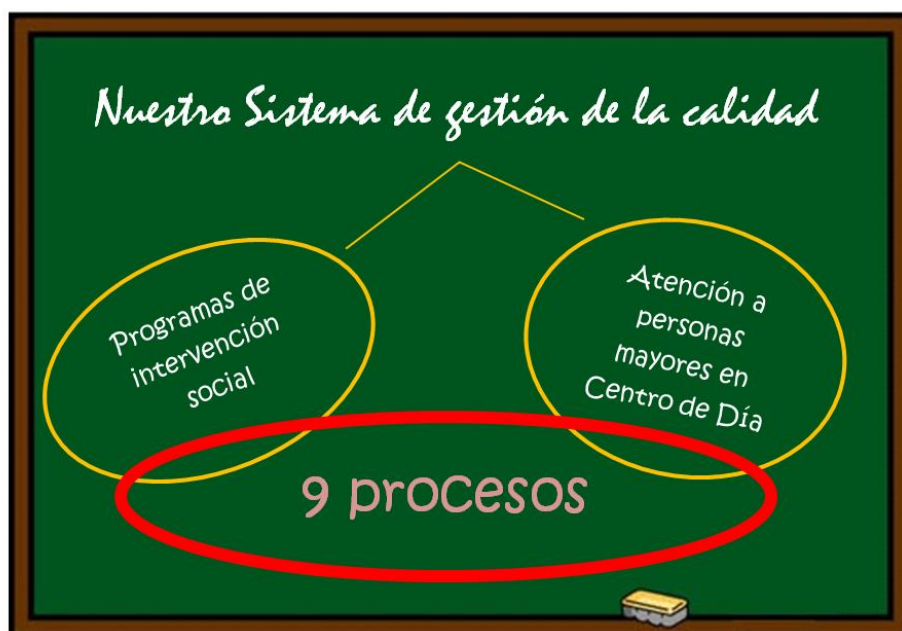 Nuestro Sistema de gestión de la calidad
Programas de
intervención
social
Atención a
personas
mayores en
Centro de Día
9 procesos